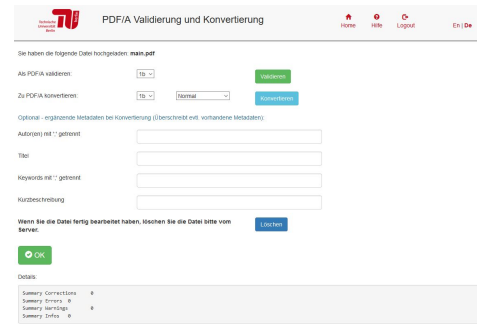 Technische
Universität
Berlin
PDF/A Validierung und Konvertierung
Home
Hilfe
Logout
En | De
Sie haben die folgende Datei hochgeladen: main.pdf
Als PDF/A validieren:
1b
Validieren
Zu PDF/A konvertieren:
1b
Normal
Konvertieren
Optional - ergänzende Metadaten bei Konvertierung (Überschreibt evtl. vorhandene Metadaten):
Autor(en) mit ';' getrennt
Titel
Keywords mit ';' getrennt
Kurzbeschreibung
Wenn Sie die Datei fertig bearbeitet haben, löschen Sie die Datei bitte vom
Server.
Löschen
OK
Details:
Summary Corrections 0
Summary Errors 0
Summary Warnings 0
Summary Infos 0